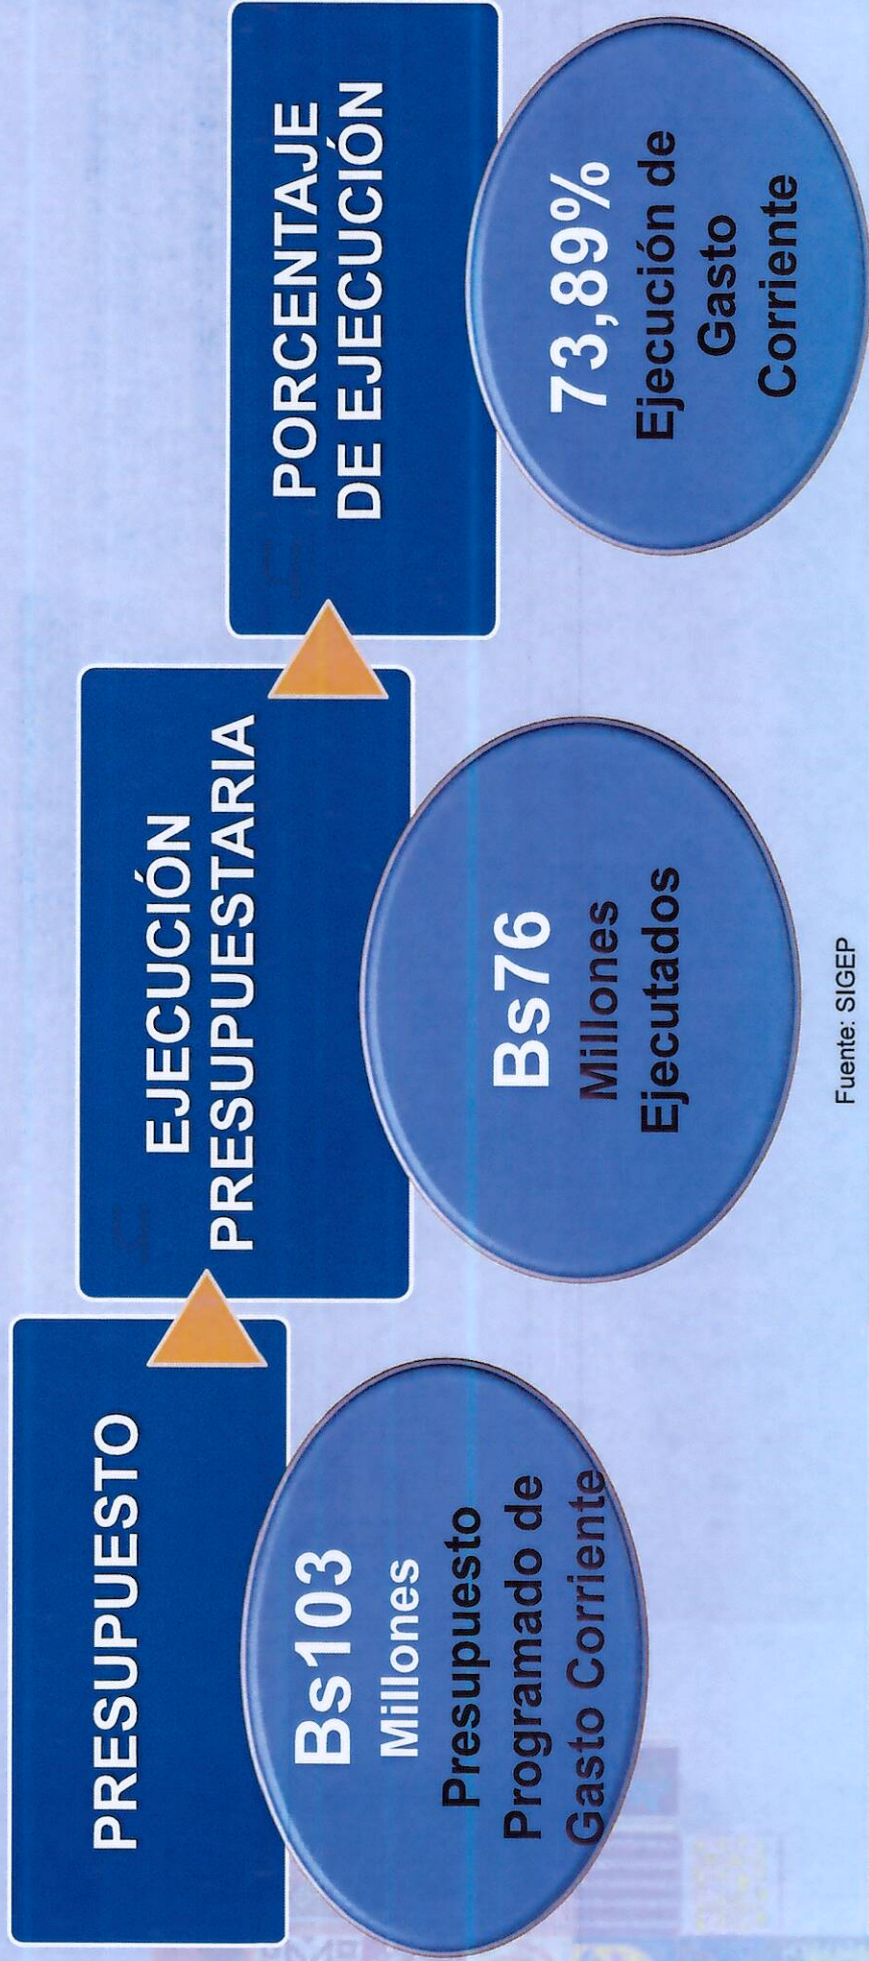 PRESUPUESTO
Bs103
Millones
Presupuesto
Programado de
Gasto Corriente
EJECUCIÓN
PRESUPUESTARIA
Bs76
Millones
Ejecutados
PORCENTAJE
DE EJECUCIÓN
73,89%
Ejecución de
Gasto
Corriente
Fuente: SIGEP